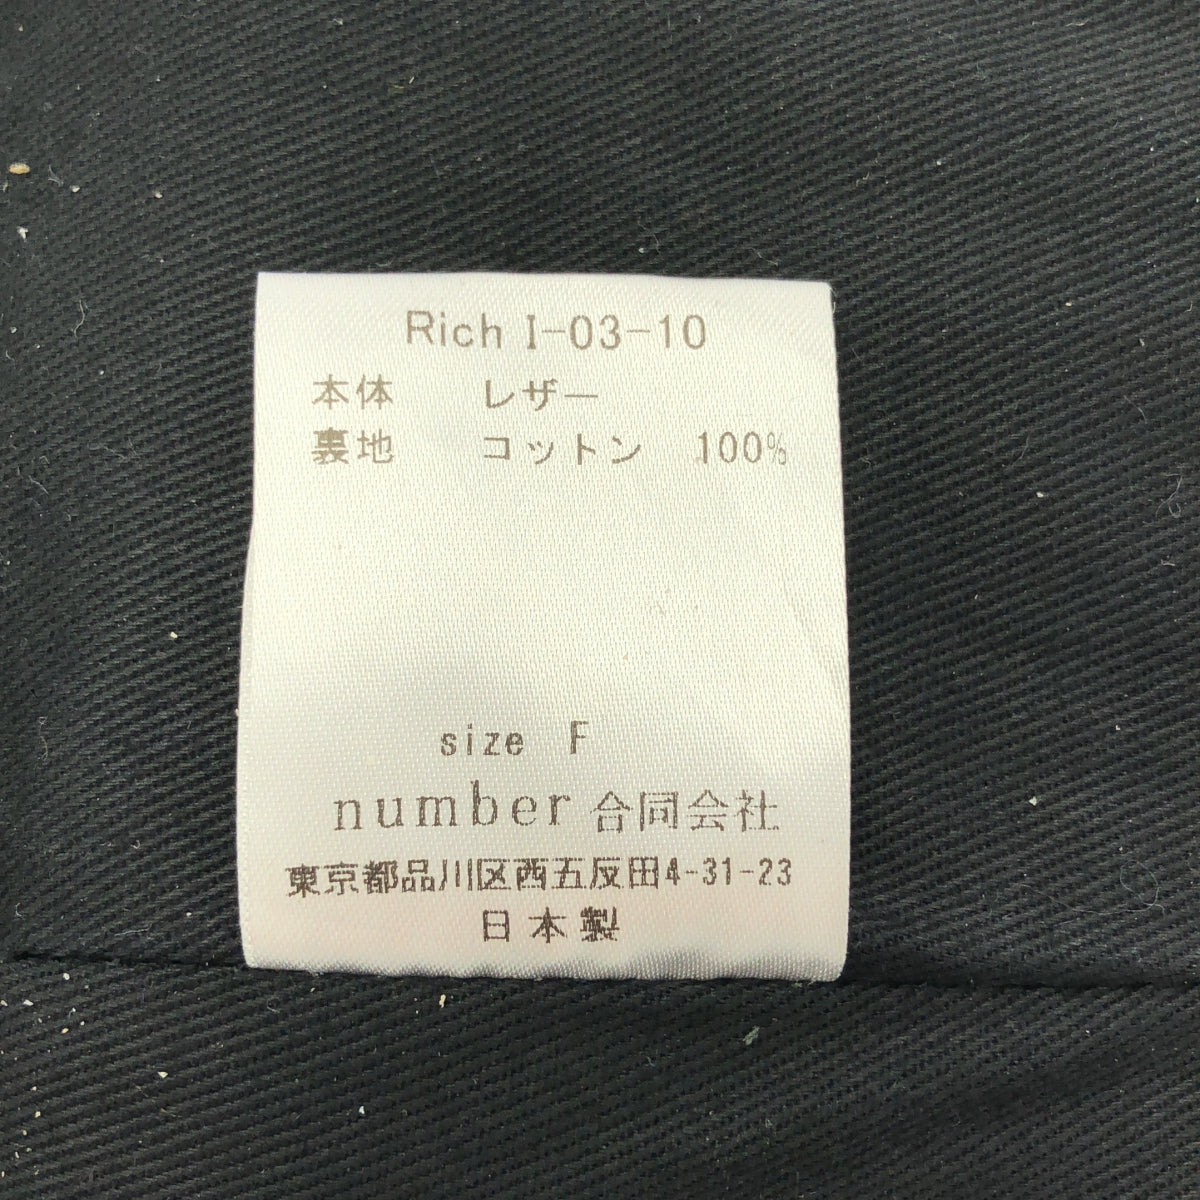 Rich I-03-10
本体 レザー
裏地 コットン 100%
size F
number 合同会社
東京都品川区西五反田4-31-23
日本製